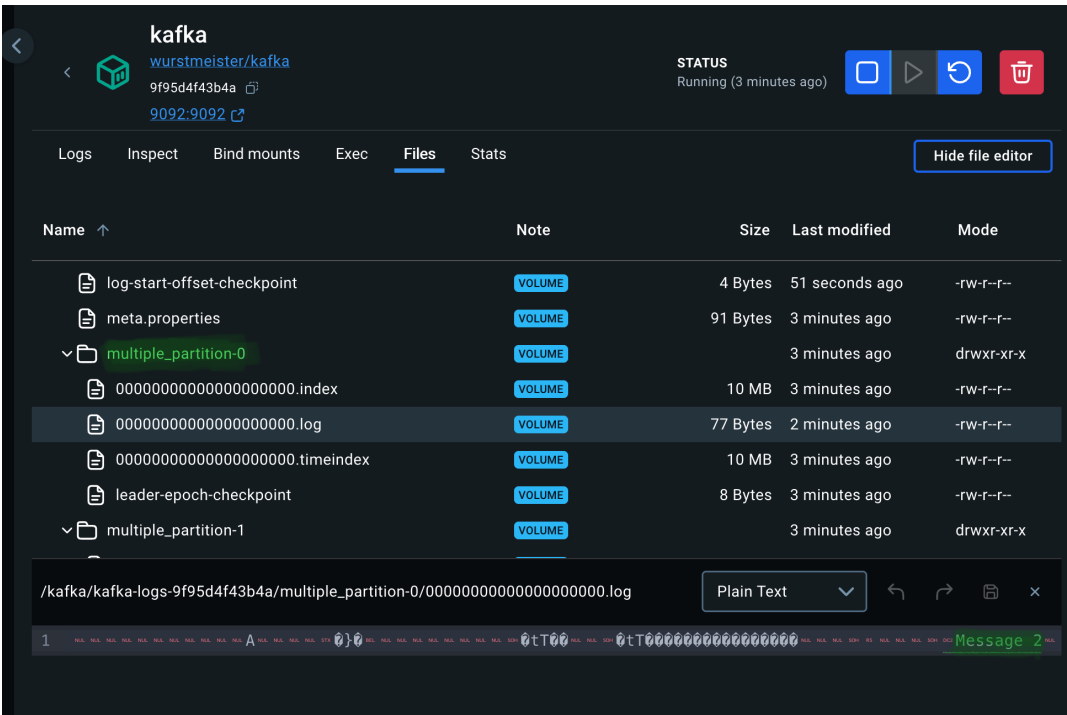 kafka
wurstmeister/kafka
9f95d4f43b4a
9092:9092
STATUS
Running (3 minutes ago)
Logs Inspect Bind mounts Exec Files Stats
Hide file editor
Name Note Size Last modified Mode
log-start-offset-checkpoint VOLUME 4 Bytes 51 seconds ago -rw-r--r--
meta.properties VOLUME 91 Bytes 3 minutes ago -rw-r--r--
multiple_partition-0 VOLUME 3 minutes ago drwxr-xr-x
00000000000000000000.index VOLUME 10 MB 3 minutes ago -rw-r--r--
00000000000000000000.log VOLUME 77 Bytes 2 minutes ago -rw-r--r--
00000000000000000000.timeindex VOLUME 10 MB 3 minutes ago -rw-r--r--
leader-epoch-checkpoint VOLUME 8 Bytes 3 minutes ago -rw-r--r--
multiple_partition-1 VOLUME 3 minutes ago drwxr-xr-x
/kafka/kafka-logs-9f95d4f43b4a/multiple_partition-0/00000000000000000000.log Plain Text
1 A �}� �tT�� �tT������������������ Message 2